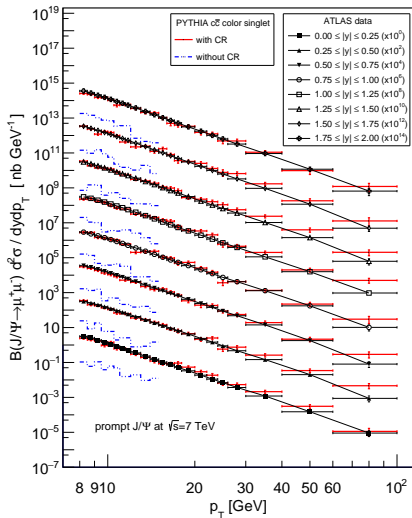 10^19
10^17
10^15
10^13
10^11
10^9
10^7
10^5
10^3
10
10^−1
10^−3
10^−5
10^−7
B(J/Ψ→μ⁺μ⁻) d²σ / dydp_T [ nb GeV⁻¹]
PYTHIA cc̄ color singlet
with CR
without CR
ATLAS data
0.00 ≤ |y| ≤ 0.25 (x10^0)
0.25 ≤ |y| ≤ 0.50 (x10^2)
0.50 ≤ |y| ≤ 0.75 (x10^4)
0.75 ≤ |y| ≤ 1.00 (x10^6)
1.00 ≤ |y| ≤ 1.25 (x10^8)
1.25 ≤ |y| ≤ 1.50 (x10^10)
1.50 ≤ |y| ≤ 1.75 (x10^12)
1.75 ≤ |y| ≤ 2.00 (x10^14)
prompt J/Ψ at √s=7 TeV
8 9 10 20 30 40 50 60 10^2
p_T [GeV]